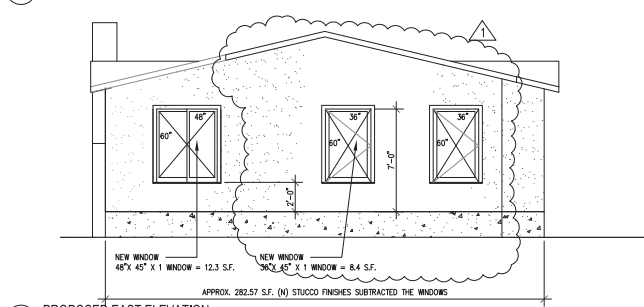 1
48"
36"
36"
60"
60"
60"
7'-0"
2'-0"
NEW WINDOW
48"X 45" X 1 WINDOW = 12.3 S.F.
NEW WINDOW
36"X 45" X 1 WINDOW = 8.4 S.F.
APPROX. 282.57 S.F. (N) STUCCO FINISHES SUBTRACTED THE WINDOWS
PROPOSED EAST ELEVATION